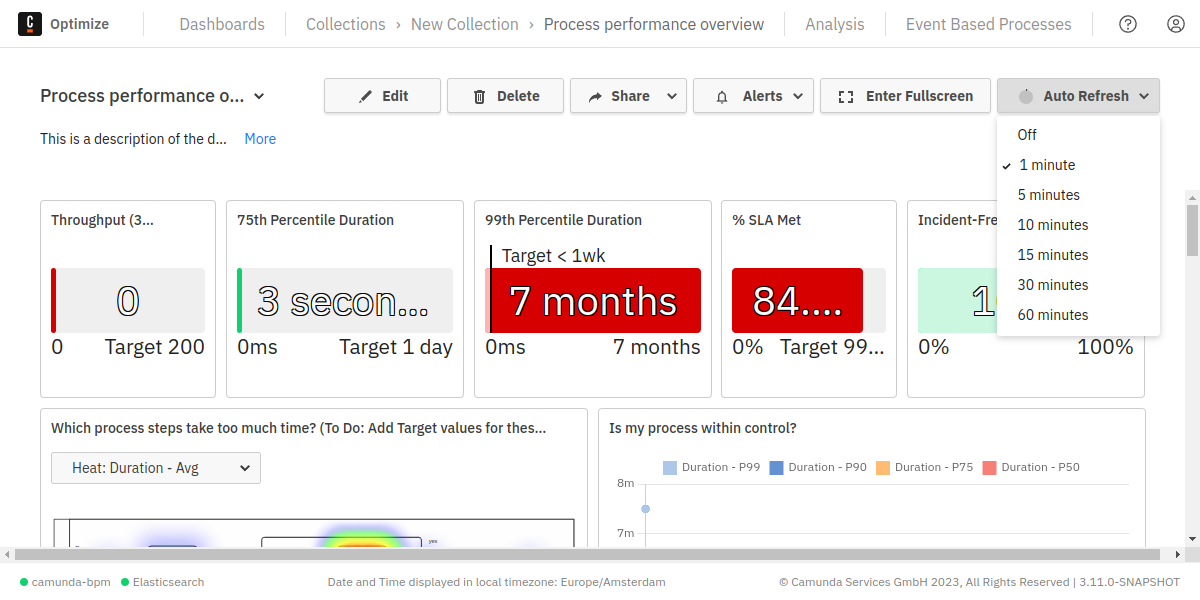 Optimize
Dashboards
Collections › New Collection › Process performance overview
Analysis
Event Based Processes
Process performance o...
Edit
Delete
Share
Alerts
Enter Fullscreen
Auto Refresh
This is a description of the d... More
Off
1 minute
5 minutes
10 minutes
15 minutes
30 minutes
60 minutes
Throughput (3...
0
0 Target 200
75th Percentile Duration
3 secon...
0ms Target 1 day
99th Percentile Duration
Target < 1wk
7 months
0ms 7 months
% SLA Met
84....
0% Target 99...
Incident-Fre
0% 100%
Which process steps take too much time? (To Do: Add Target values for thes...
Heat: Duration - Avg
yes
Is my process within control?
Duration - P99 Duration - P90 Duration - P75 Duration - P50
8m
7m
camunda-bpm Elasticsearch
Date and Time displayed in local timezone: Europe/Amsterdam
© Camunda Services GmbH 2023, All Rights Reserved | 3.11.0-SNAPSHOT